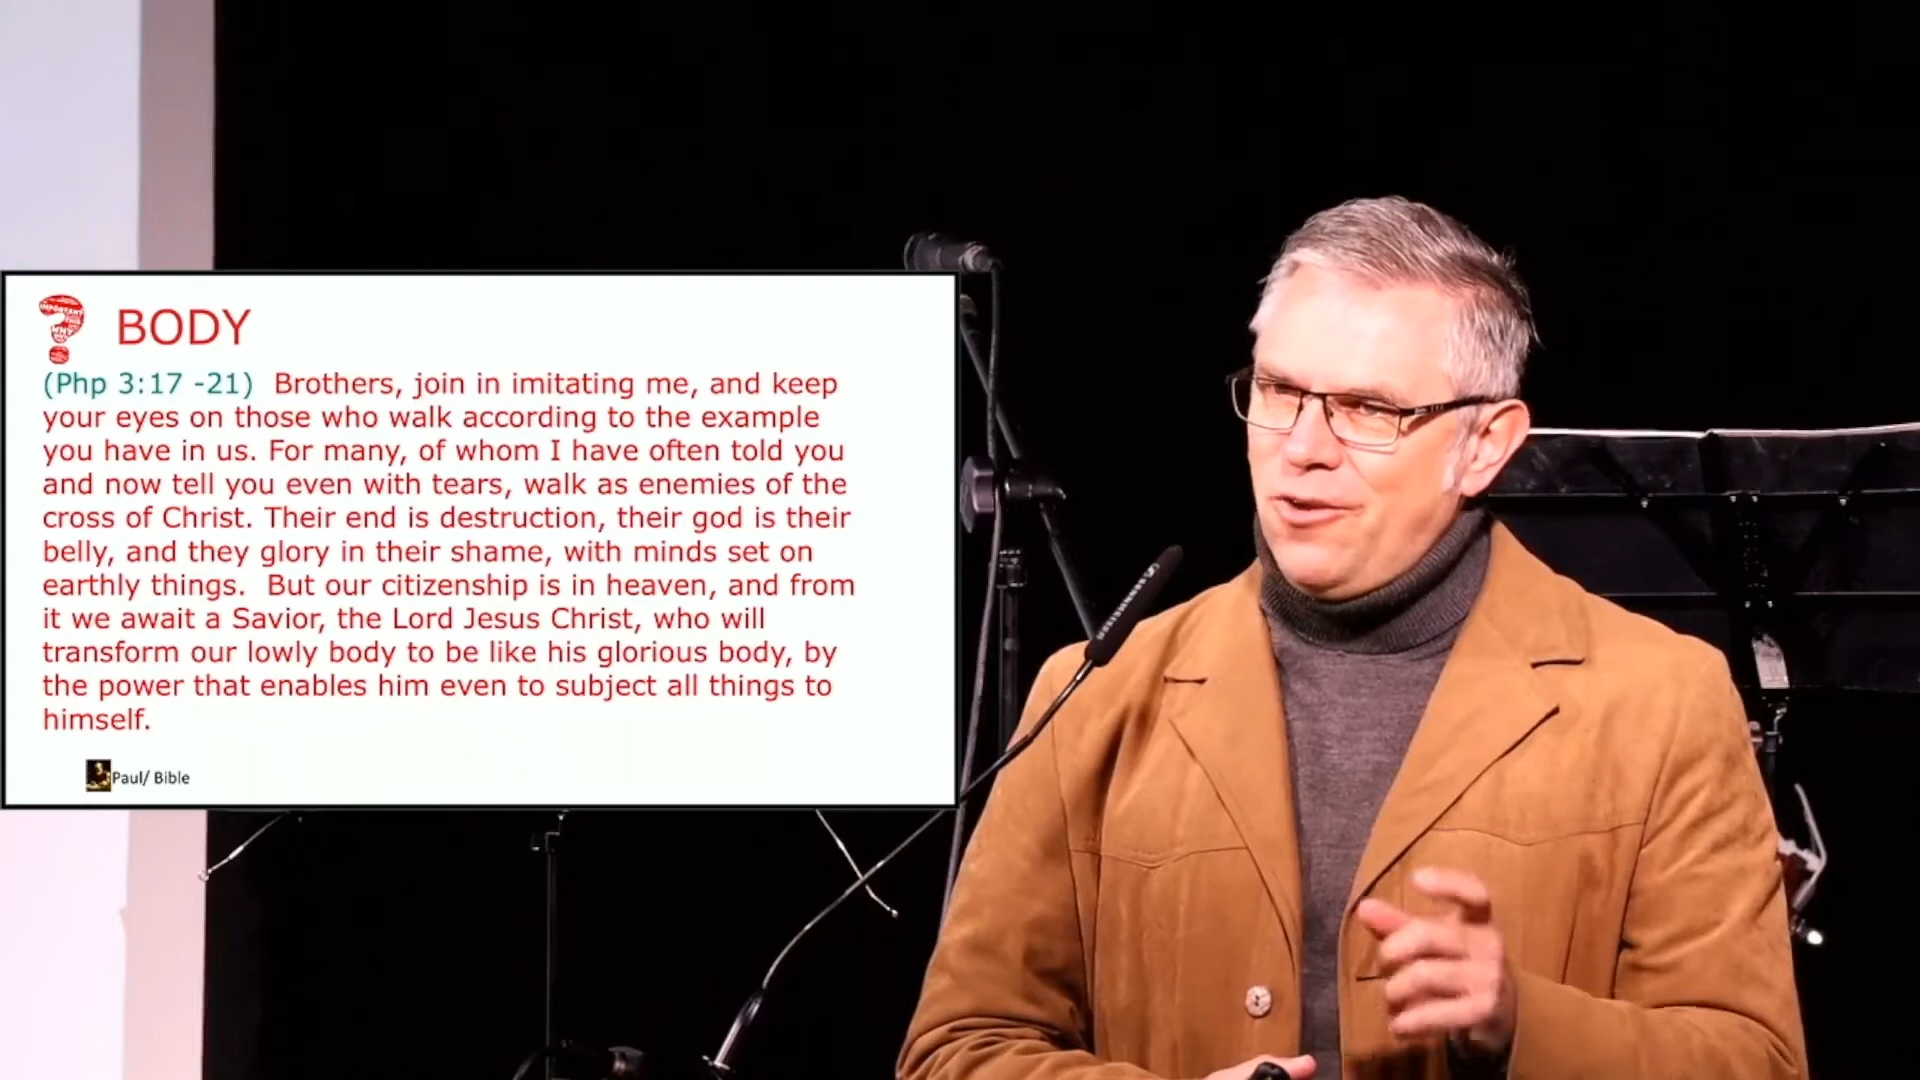 IMPORTANT
WHY
BODY
(Php 3:17 -21) Brothers, join in imitating me, and keep
your eyes on those who walk according to the example
you have in us. For many, of whom I have often told you
and now tell you even with tears, walk as enemies of the
cross of Christ. Their end is destruction, their god is their
belly, and they glory in their shame, with minds set on
earthly things. But our citizenship is in heaven, and from
it we await a Savior, the Lord Jesus Christ, who will
transform our lowly body to be like his glorious body, by
the power that enables him even to subject all things to
himself.
Paul/ Bible
SENNHEISER